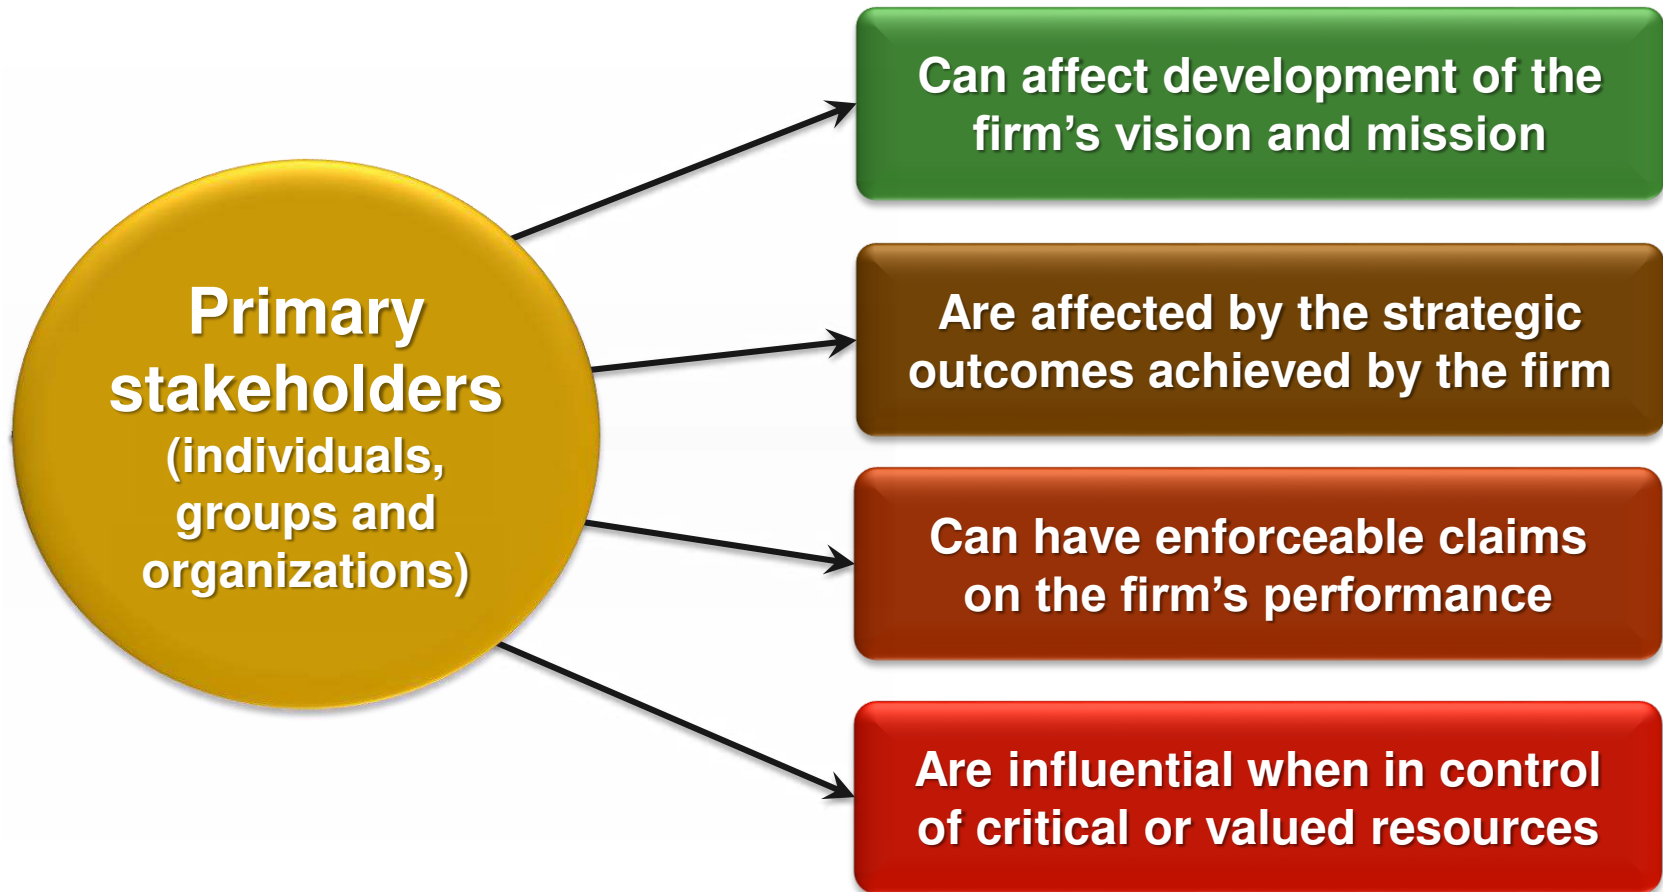 Primary
stakeholders
(individuals,
groups and
organizations)
Can affect development of the
firm’s vision and mission
Are affected by the strategic
outcomes achieved by the firm
Can have enforceable claims
on the firm’s performance
Are influential when in control
of critical or valued resources